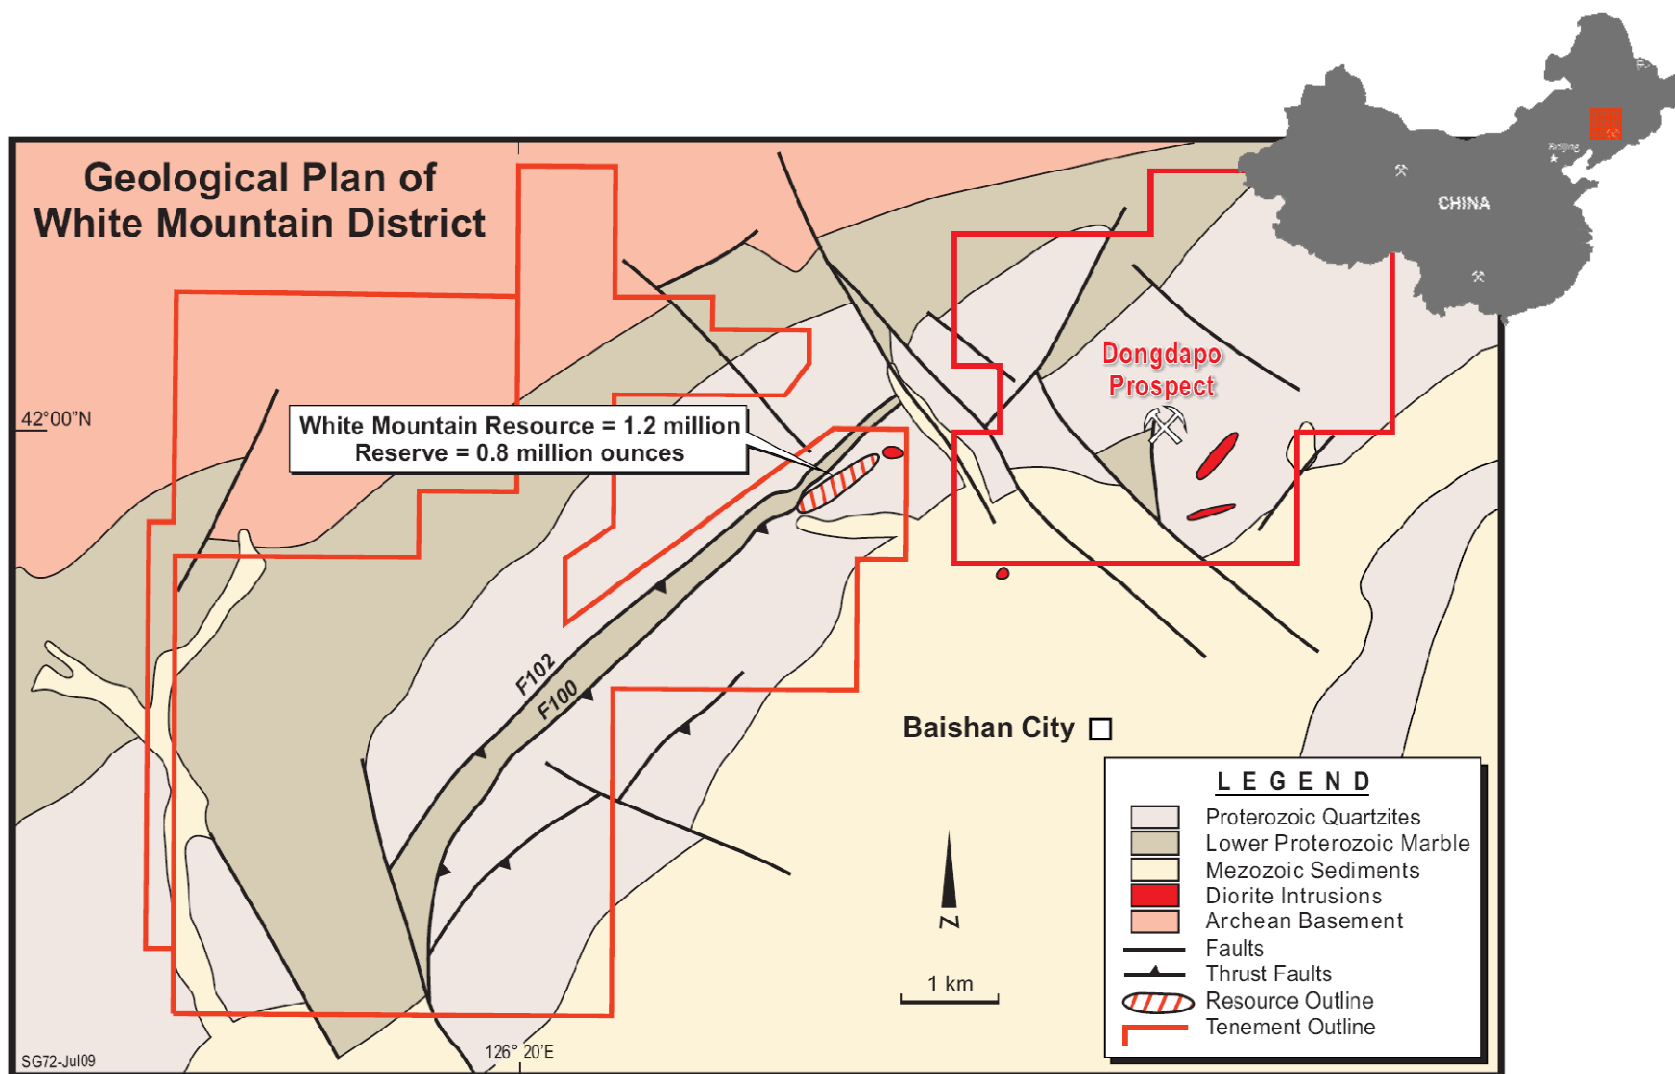 Geological Plan of
White Mountain District
Beijing
CHINA
42°00"N
White Mountain Resource = 1.2 million
Reserve = 0.8 million ounces
Dongdapo
Prospect
F102
F100
Baishan City
N
1 km
LEGEND
Proterozoic Quartzites
Lower Proterozoic Marble
Mezozoic Sediments
Diorite Intrusions
Archean Basement
Faults
Thrust Faults
Resource Outline
Tenement Outline
SG72-Jul09
126° 20'E